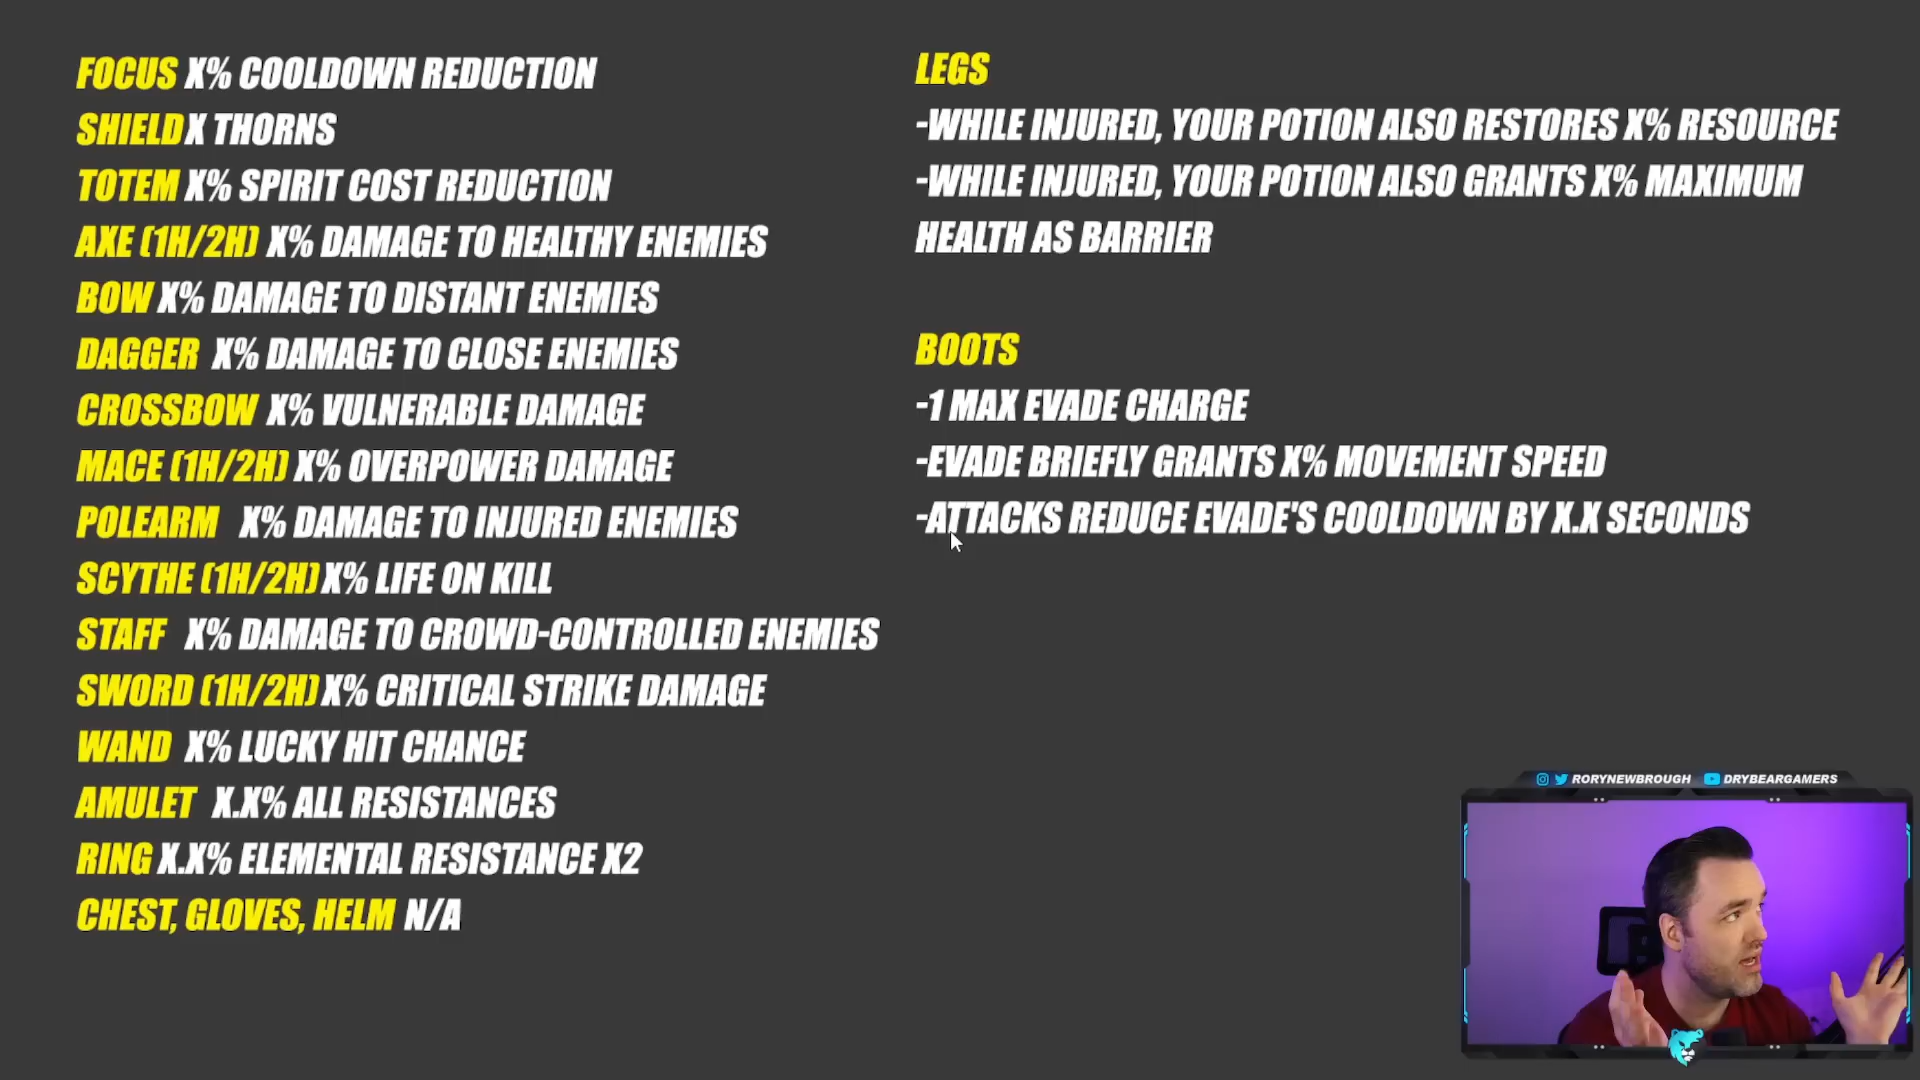 FOCUS X% COOLDOWN REDUCTION
SHIELD X THORNS
TOTEM X% SPIRIT COST REDUCTION
AXE (1H/2H) X% DAMAGE TO HEALTHY ENEMIES
BOW X% DAMAGE TO DISTANT ENEMIES
DAGGER X% DAMAGE TO CLOSE ENEMIES
CROSSBOW X% VULNERABLE DAMAGE
MACE (1H/2H) X% OVERPOWER DAMAGE
POLEARM X% DAMAGE TO INJURED ENEMIES
SCYTHE (1H/2H) X% LIFE ON KILL
STAFF X% DAMAGE TO CROWD-CONTROLLED ENEMIES
SWORD (1H/2H) X% CRITICAL STRIKE DAMAGE
WAND X% LUCKY HIT CHANCE
AMULET X.X% ALL RESISTANCES
RING X.X% ELEMENTAL RESISTANCE X2
CHEST, GLOVES, HELM N/A
LEGS
-WHILE INJURED, YOUR POTION ALSO RESTORES X% RESOURCE
-WHILE INJURED, YOUR POTION ALSO GRANTS X% MAXIMUM
HEALTH AS BARRIER
BOOTS
-1 MAX EVADE CHARGE
-EVADE BRIEFLY GRANTS X% MOVEMENT SPEED
-ATTACKS REDUCE EVADE'S COOLDOWN BY X.X SECONDS
RORYNEWBROUGH DRYBEARGAMERS